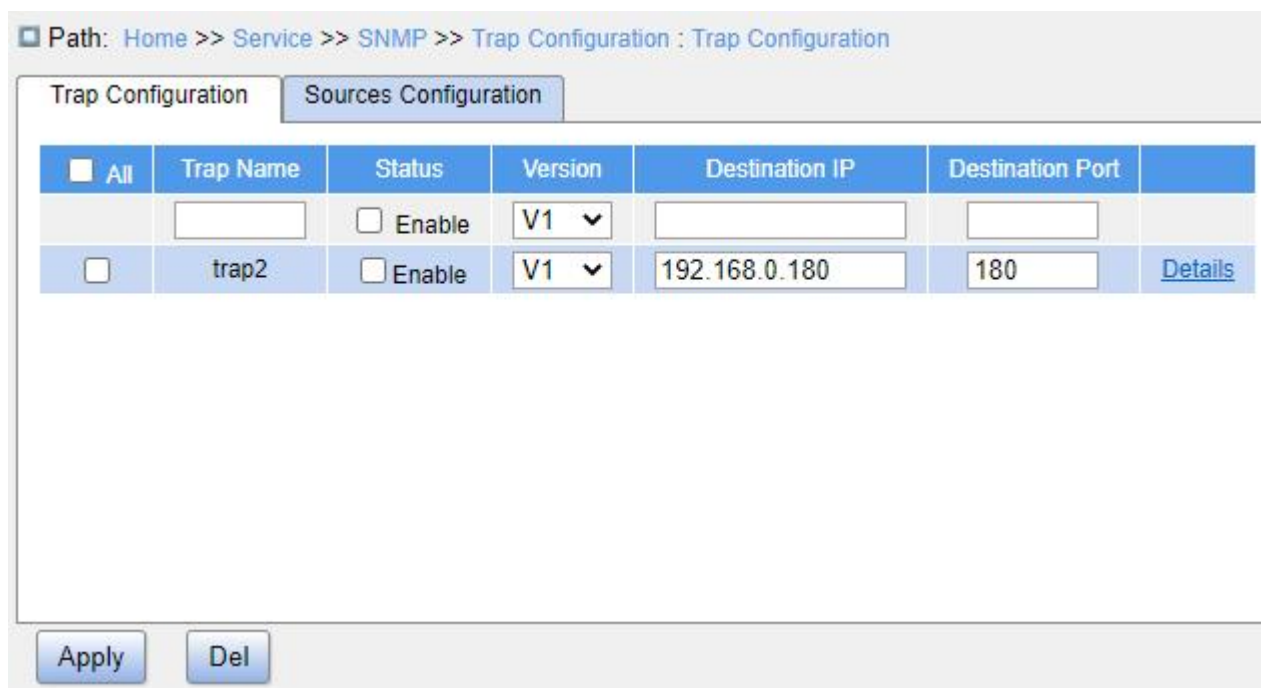 Path: Home >> Service >> SNMP >> Trap Configuration : Trap Configuration
Trap Configuration Sources Configuration
All Trap Name Status Version Destination IP Destination Port
Enable V1
trap2 Enable V1 192.168.0.180 180 Details
Apply Del